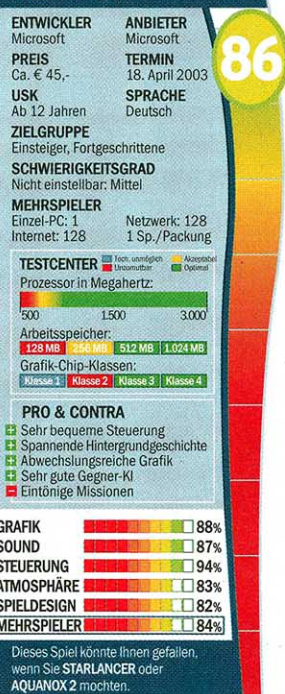 ENTWICKLER ANBIETER
Microsoft Microsoft
PREIS TERMIN
Ca. € 45,- 18. April 2003
86
USK SPRACHE
Ab 12 Jahren Deutsch
ZIELGRUPPE
Einsteiger, Fortgeschrittene
SCHWIERIGKEITSGRAD
Nicht einstellbar: Mittel
MEHRSPIELER
Einzel-PC: 1 Netzwerk: 128
Internet: 128 1 Sp./Packung
TESTCENTER Tech. unmöglich Akzeptabel
Unzumutbar Optimal
Prozessor in Megahertz:
500 1.500 3.000
Arbeitsspeicher:
128 MB 256 MB 512 MB 1.024 MB
Grafik-Chip-Klassen:
Klasse 1 Klasse 2 Klasse 3 Klasse 4
PRO & CONTRA
+ Sehr bequeme Steuerung
+ Spannende Hintergrundgeschichte
+ Abwechslungsreiche Grafik
+ Sehr gute Gegner-KI
- Eintönige Missionen
GRAFIK 88%
SOUND 87%
STEUERUNG 94%
ATMOSPHÄRE 83%
SPIELDESIGN 82%
MEHRSPIELER 84%
Dieses Spiel könnte Ihnen gefallen,
wenn Sie STARLANCER oder
AQUANOX 2 mochten.